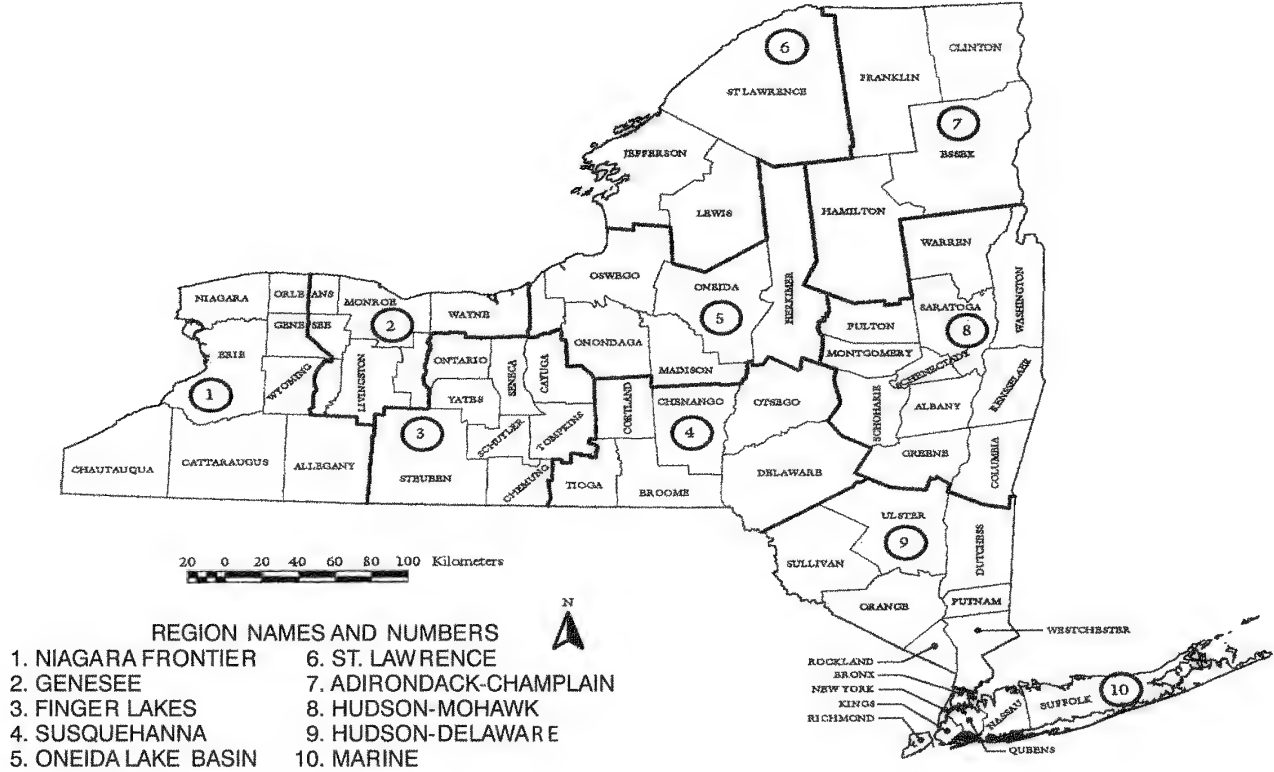 6
CLINTON
FRANKLIN
ST LAWRENCE
7
ESSEX
JEFFERSON
LEWIS
HAMILTON
WARREN
OSWEGO
ONEIDA
HERKIMER
WASHINGTON
NIAGARA
ORLEANS
MONROE
WAYNE
SARATOGA
5
8
2
GENESEE
FULTON
ERIE
ONTARIO
ONONDAGA
MONTGOMERY
SCHENECTADY
MADISON
SENECA
CAYUGA
WYOMING
LIVINGSTON
1
YATES
CORTLAND
CHENANGO
OTSEGO
SCHOHARIE
ALBANY
RENSSELAER
3
4
SCHUYLER
TOMPKINS
GREENE
COLUMBIA
CHAUTAUQUA
CATTARAUGUS
ALLEGANY
STEUBEN
CHEMUNG
TIOGA
BROOME
DELAWARE
ULSTER
9
DUTCHESS
SULLIVAN
20 0 20 40 60 80 100 Kilometers
ORANGE
PUTNAM
N
WESTCHESTER
ROCKLAND
BRONX
NEW YORK
KINGS
RICHMOND
NASSAU
SUFFOLK
10
QUEENS
REGION NAMES AND NUMBERS
1. NIAGARA FRONTIER
2. GENESEE
3. FINGER LAKES
4. SUSQUEHANNA
5. ONEIDA LAKE BASIN
6. ST. LAWRENCE
7. ADIRONDACK-CHAMPLAIN
8. HUDSON-MOHAWK
9. HUDSON-DELAWARE
10. MARINE